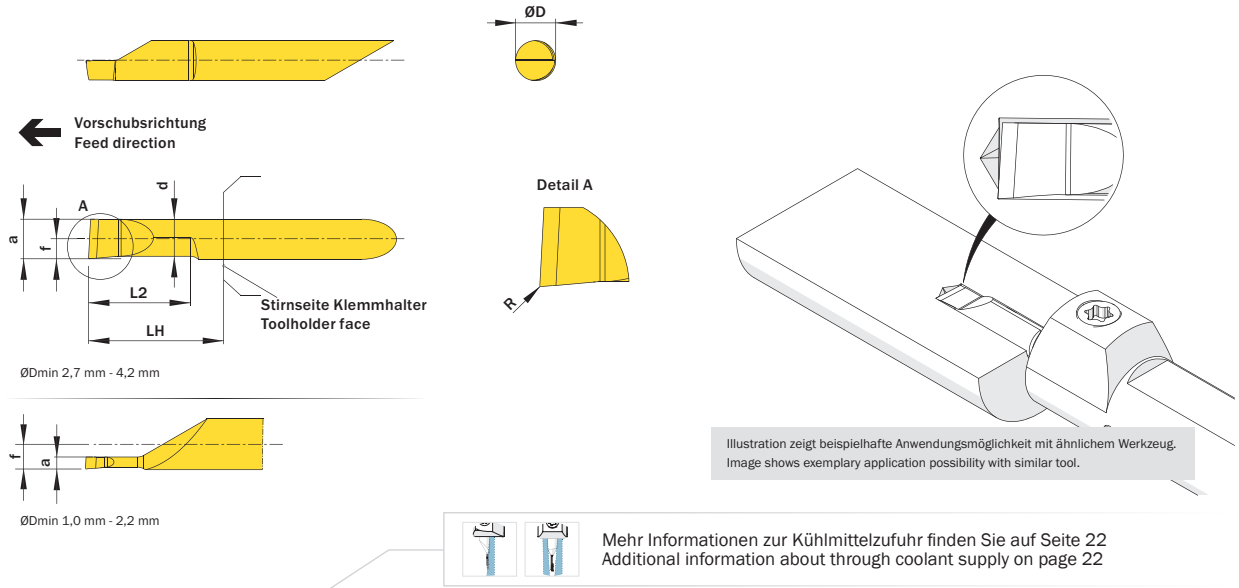 ØD
Vorschubsrichtung
Feed direction
d
A
a
f
L2
LH
Stirnseite Klemmhalter
Toolholder face
Detail A
R
ØDmin 2,7 mm - 4,2 mm
f
a
ØDmin 1,0 mm - 2,2 mm
Illustration zeigt beispielhafte Anwendungsmöglichkeit mit ähnlichem Werkzeug.
Image shows exemplary application possibility with similar tool.
Mehr Informationen zur Kühlmittelzufuhr finden Sie auf Seite 22
Additional information about through coolant supply on page 22